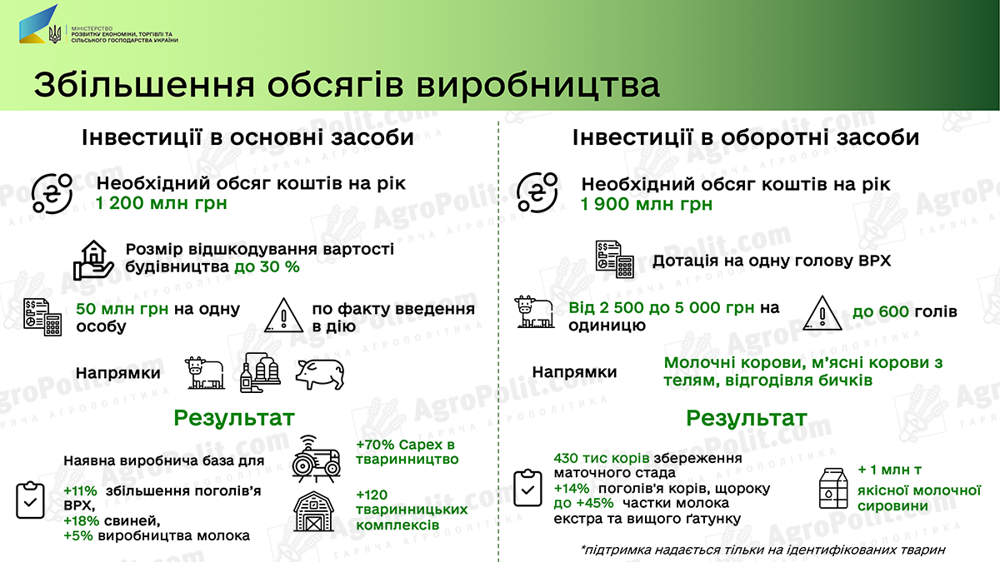 МІНІСТЕРСТВО
РОЗВИТКУ ЕКОНОМІКИ, ТОРГІВЛІ ТА
СІЛЬСЬКОГО ГОСПОДАРСТВА УКРАЇНИ
Збільшення обсягів виробництва
Інвестиції в основні засоби
Необхідний обсяг коштів на рік
1 200 млн грн
Розмір відшкодування вартості
будівництва до 30 %
50 млн грн на одну
особу
по факту введення
в дію
Напрямки
Результат
Наявна виробнича база для
+11% збільшення поголів’я
ВРХ,
+18% свиней,
+5% виробництва молока
+70% Capex в
тваринництво
+120
тваринницьких
комплексів
Інвестиції в оборотні засоби
Необхідний обсяг коштів на рік
1 900 млн грн
Дотація на одну голову ВРХ
Від 2 500 до 5 000 грн на
одиницю
до 600 голів
Напрямки
Молочні корови, м’ясні корови з
телям, відгодівля бичків
Результат
430 тис корів збереження
маточного стада
+14% поголів'я корів, щороку
до +45% частки молока
екстра та вищого ґатунку
+ 1 млн т
якісної молочної
сировини
*підтримка надається тільки на ідентифікованих тварин
AgroPolit.com
ГАРЯЧА АГРОПОЛІТИКА